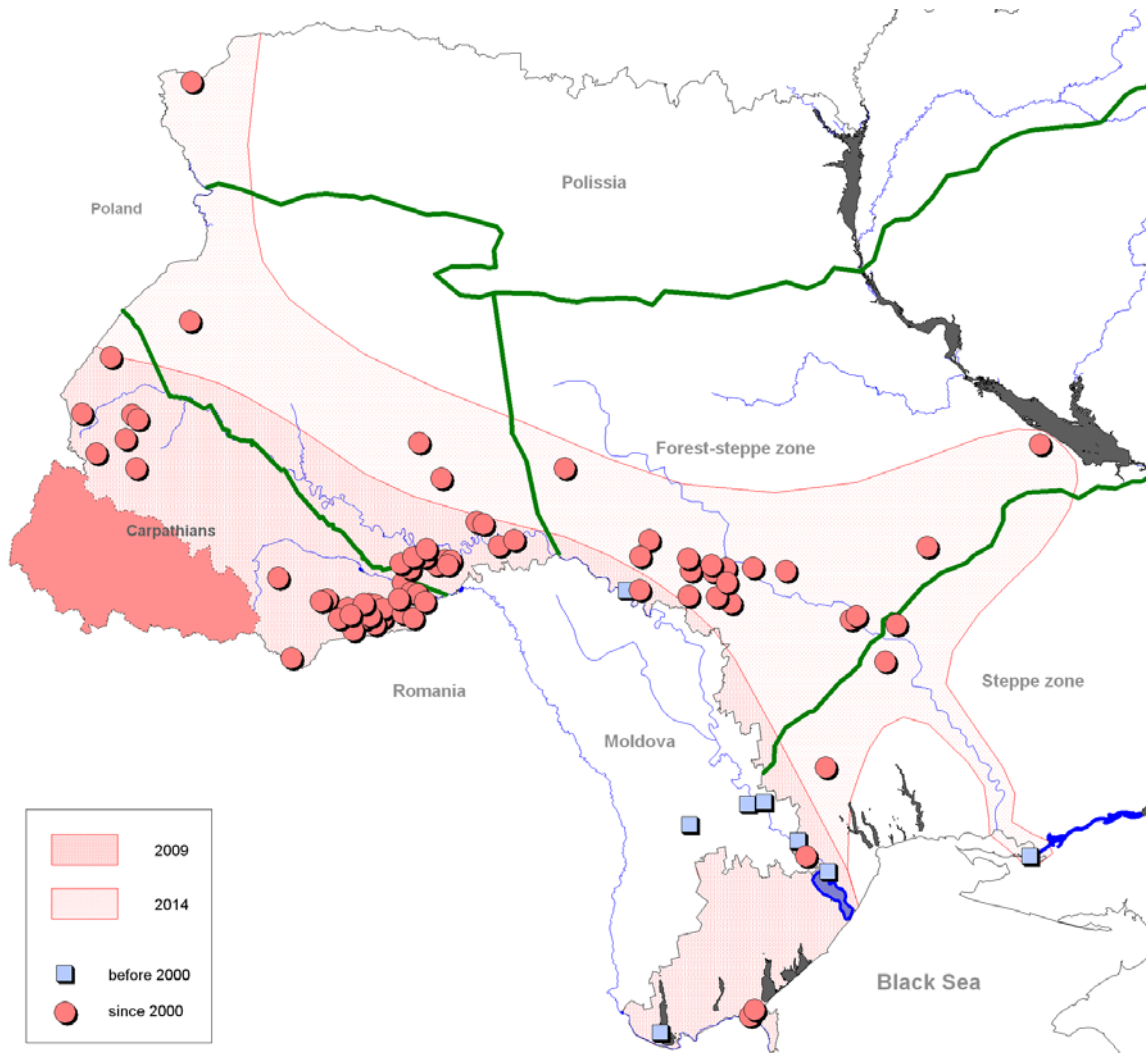 Polissia
Poland
Forest-steppe zone
Carpathians
Steppe zone
Romania
Moldova
2009
2014
before 2000
since 2000
Black Sea